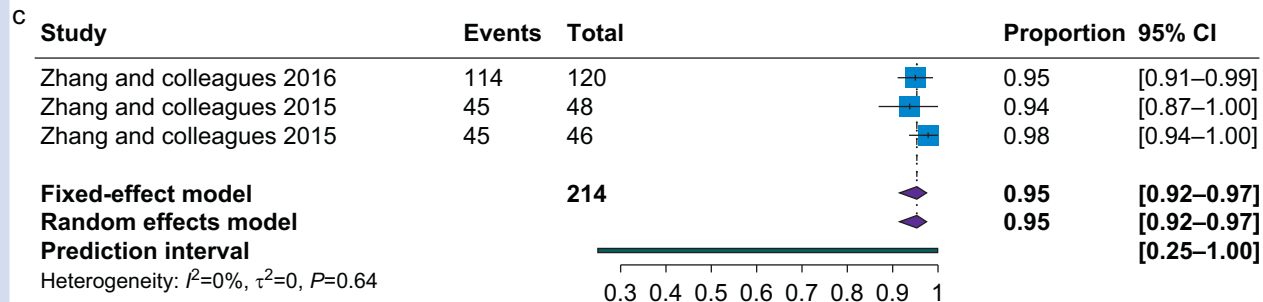 c
Study Events Total Proportion 95% CI
Zhang and colleagues 2016 114 120 0.95 [0.91–0.99]
Zhang and colleagues 2015 45 48 0.94 [0.87–1.00]
Zhang and colleagues 2015 45 46 0.98 [0.94–1.00]
Fixed-effect model 214 0.95 [0.92–0.97]
Random effects model 0.95 [0.92–0.97]
Prediction interval [0.25–1.00]
Heterogeneity: I²=0%, τ²=0, P=0.64
0.3 0.4 0.5 0.6 0.7 0.8 0.9 1